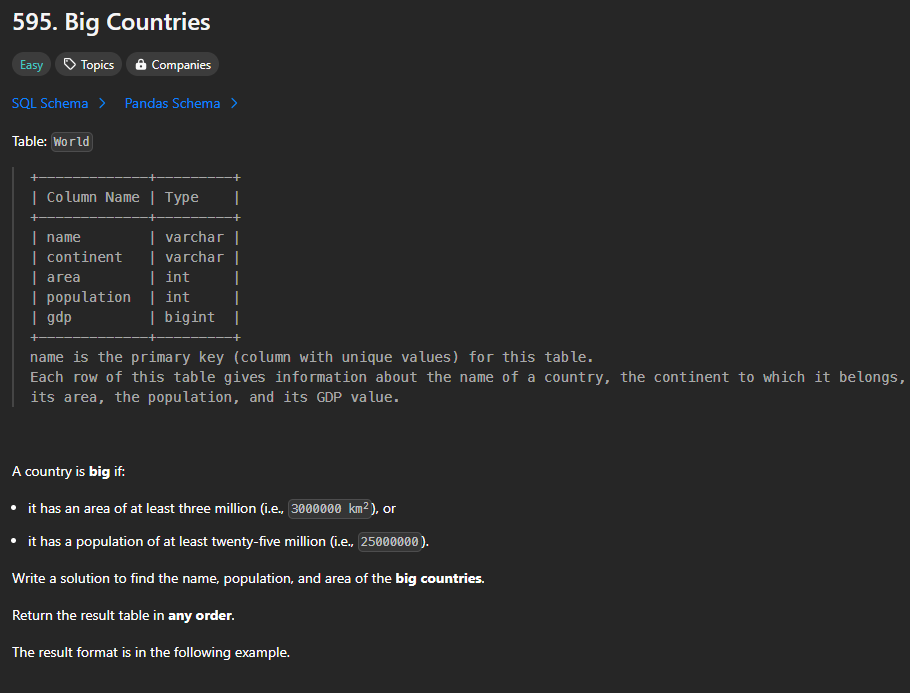 595. Big Countries
Easy Topics Companies
SQL Schema > Pandas Schema >
Table: World
+-------------+---------+
| Column Name | Type    |
+-------------+---------+
| name        | varchar |
| continent   | varchar |
| area        | int     |
| population  | int     |
| gdp         | bigint  |
+-------------+---------+
name is the primary key (column with unique values) for this table.
Each row of this table gives information about the name of a country, the continent to which it belongs,
its area, the population, and its GDP value.
A country is big if:
• it has an area of at least three million (i.e., 3000000 km²), or
• it has a population of at least twenty-five million (i.e., 25000000).
Write a solution to find the name, population, and area of the big countries.
Return the result table in any order.
The result format is in the following example.